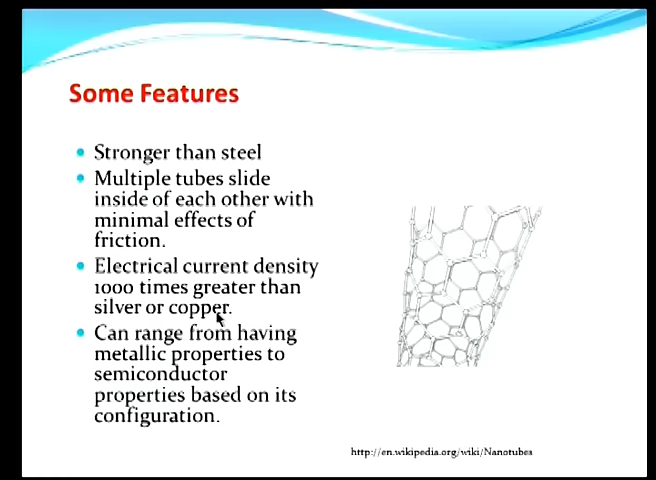 Some Features
Stronger than steel
Multiple tubes slide
inside of each other with
minimal effects of
friction.
Electrical current density
1000 times greater than
silver or copper.
Can range from having
metallic properties to
semiconductor
properties based on its
configuration.
http://en.wikipedia.org/wiki/Nanotubes